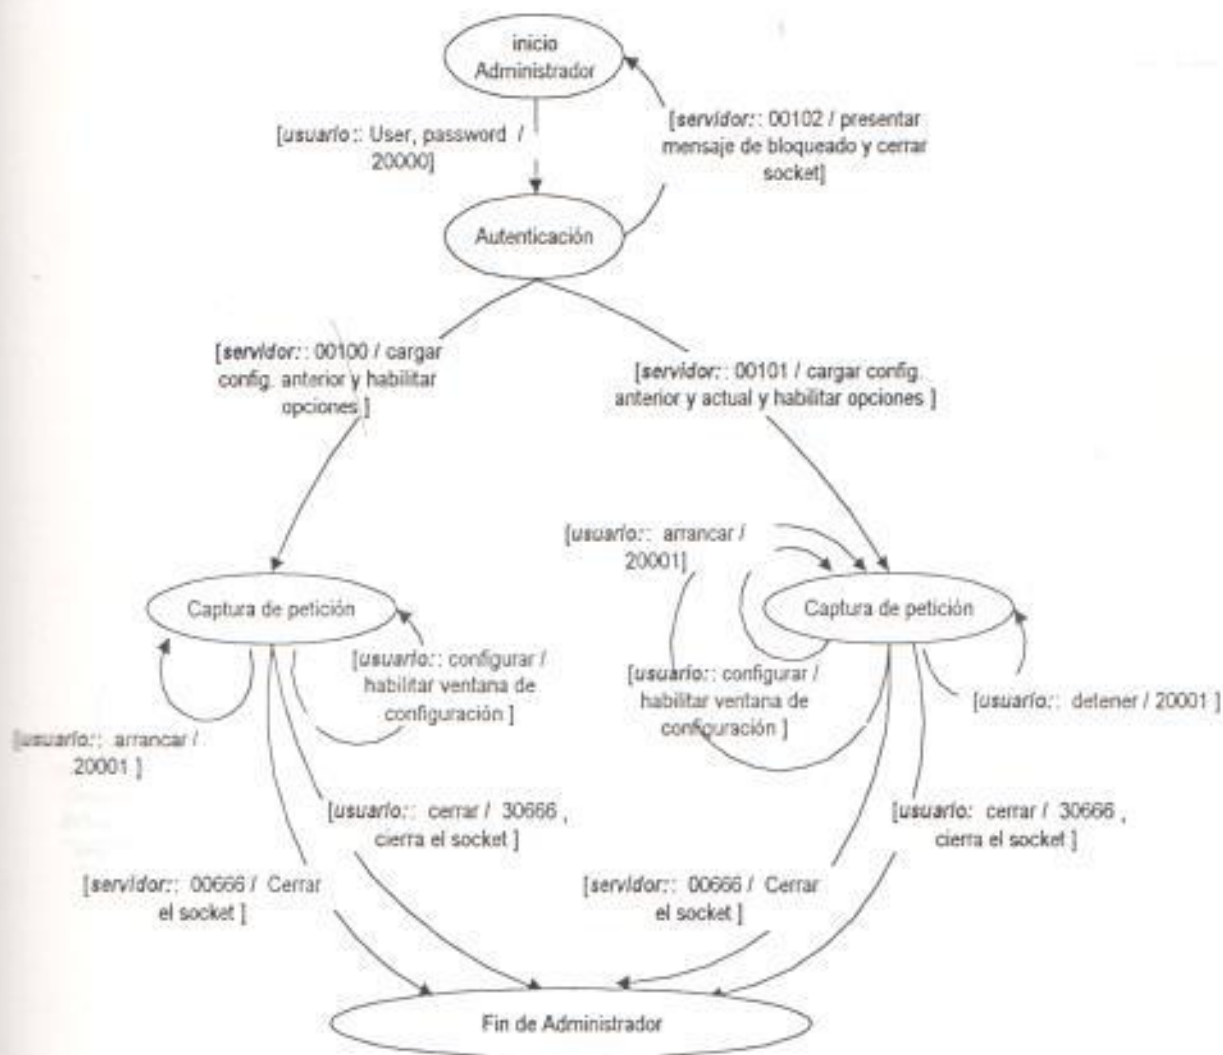 inicio
Administrador
[usuario:: User, password /
20000]
[servidor:: 00102 / presentar
mensaje de bloqueado y cerrar
socket]
Autenticación
[servidor:: 00100 / cargar
config. anterior y habilitar
opciones ]
[servidor:: 00101 / cargar config.
anterior y actual y habilitar opciones ]
[usuario:: arrancar /
20001]
Captura de petición
Captura de petición
[usuario:: configurar /
habilitar ventana de
configuración ]
[usuario:: configurar /
habilitar ventana de
configuración ]
[usuario:: detener / 20001 ]
[usuario:: arrancar /
20001 ]
[usuario:: cerrar / 30666 ,
cierra el socket ]
[usuario: cerrar / 30666 ,
cierra el socket ]
[servidor:: 00666 / Cerrar
el socket ]
[servidor:: 00666 / Cerrar
el socket ]
Fin de Administrador